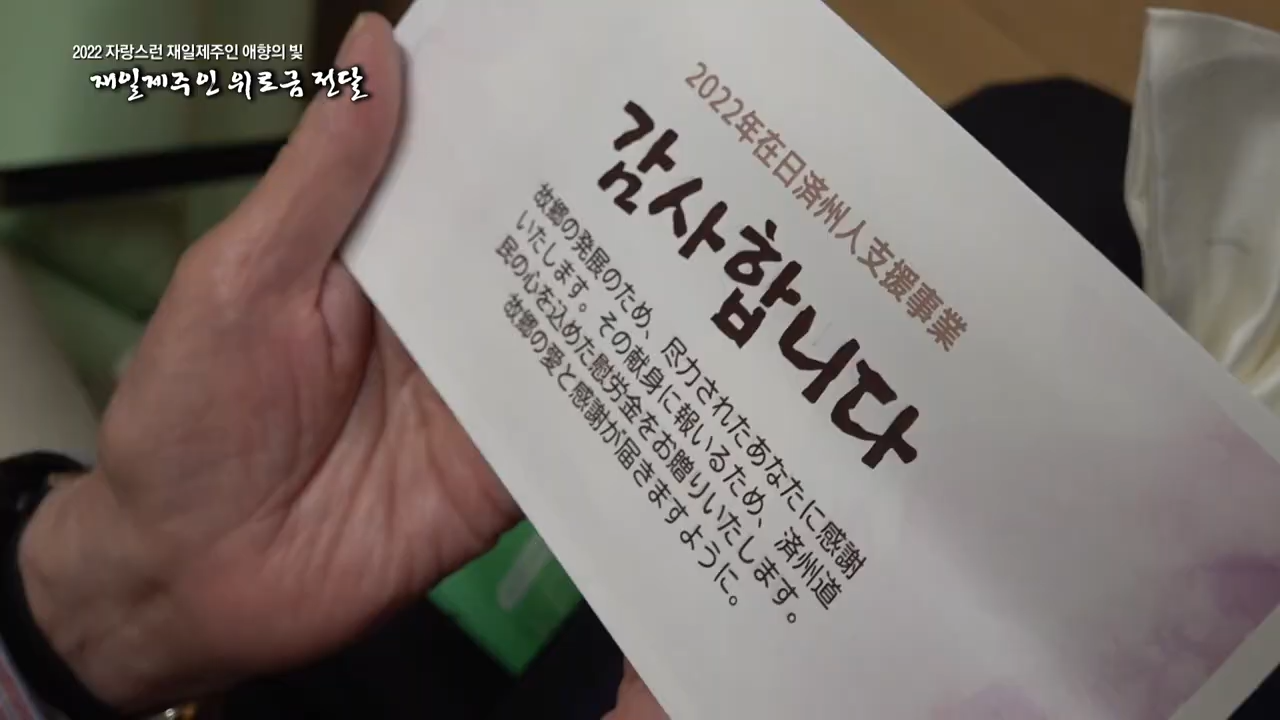 2022 자랑스런 재일제주인 애향의 빛
재일제주인 위로금 전달
2022年在日済州人支援事業
감사합니다
故郷の発展のため、尽力されたあなたに感謝
いたします。その献身に報いるため、済州道
民の心を込めた慰労金をお贈りいたします。
故郷の愛と感謝が届きますように。